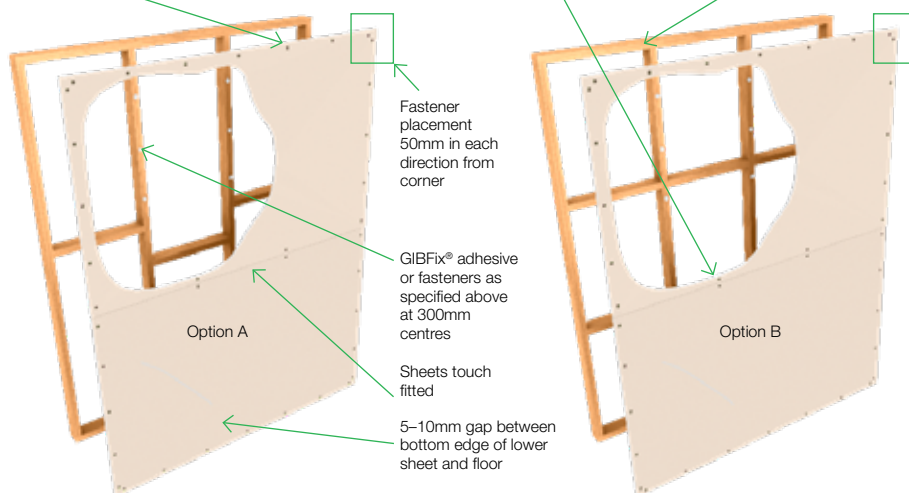 Fastener
placement
50mm in each
direction from
corner
GIBFix® adhesive
or fasteners as
specified above
at 300mm
centres
Option A
Option B
Sheets touch
fitted
5–10mm gap between
bottom edge of lower
sheet and floor